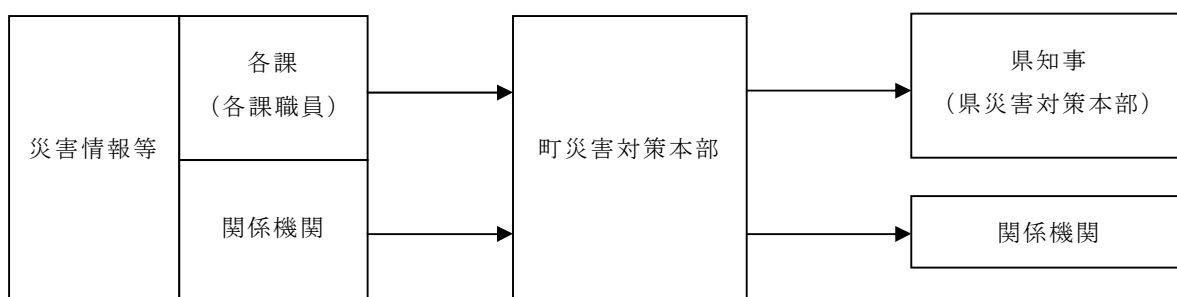 災害情報等
各課
（各課職員）
関係機関
町災害対策本部
県知事
（県災害対策本部）
関係機関